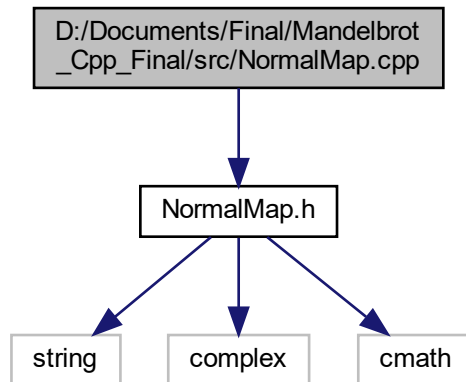 D:/Documents/Final/Mandelbrot
_Cpp_Final/src/NormalMap.cpp
NormalMap.h
string
complex
cmath